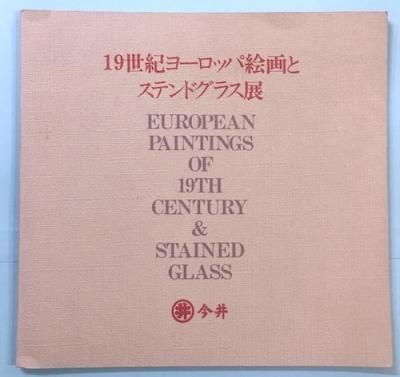 19世紀ヨーロッパ絵画と
ステンドグラス展
EUROPEAN
PAINTINGS
OF
19TH
CENTURY
&
STAINED
GLASS
井 今井